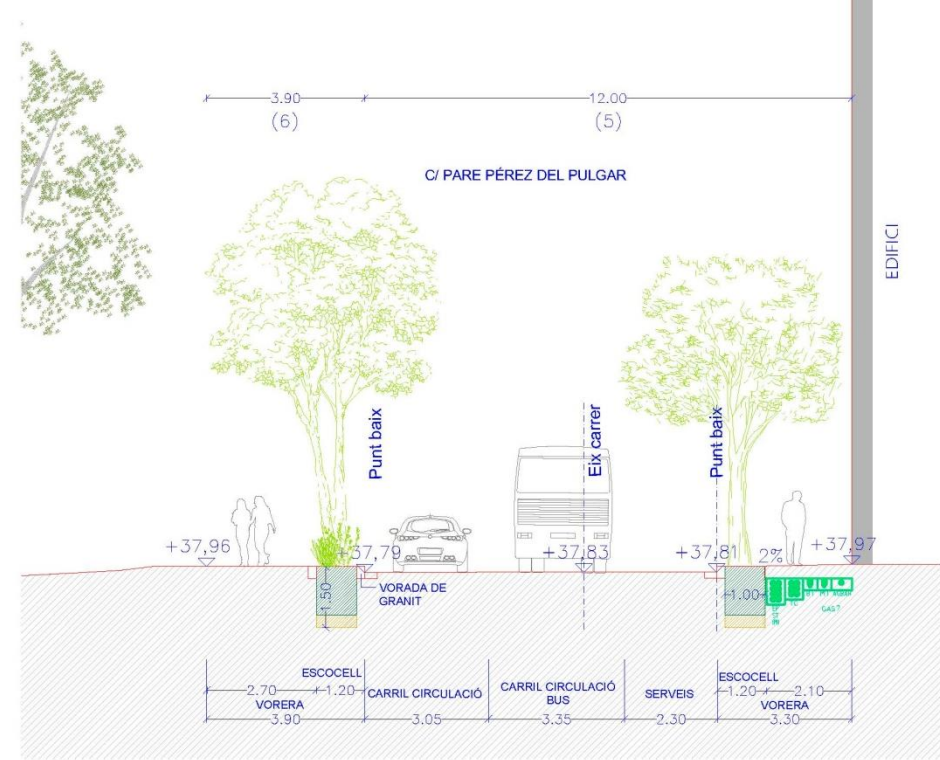 3.90
12.00
(6)
(5)
C/ PARE PÉREZ DEL PULGAR
EDIFICI
Punt baix
Eix carrer
Punt baix
+37,96
+37,79
+37,83
+37,81
2%
+37,97
VORADA DE
GRANIT
1.50
1.00
GAS?
ESCOCELL
2.70
1.20
VORERA
3.90
CARRIL CIRCULACIÓ
3.05
CARRIL CIRCULACIÓ
BUS
3.35
SERVEIS
2.30
ESCOCELL
1.20
2.10
VORERA
3.30